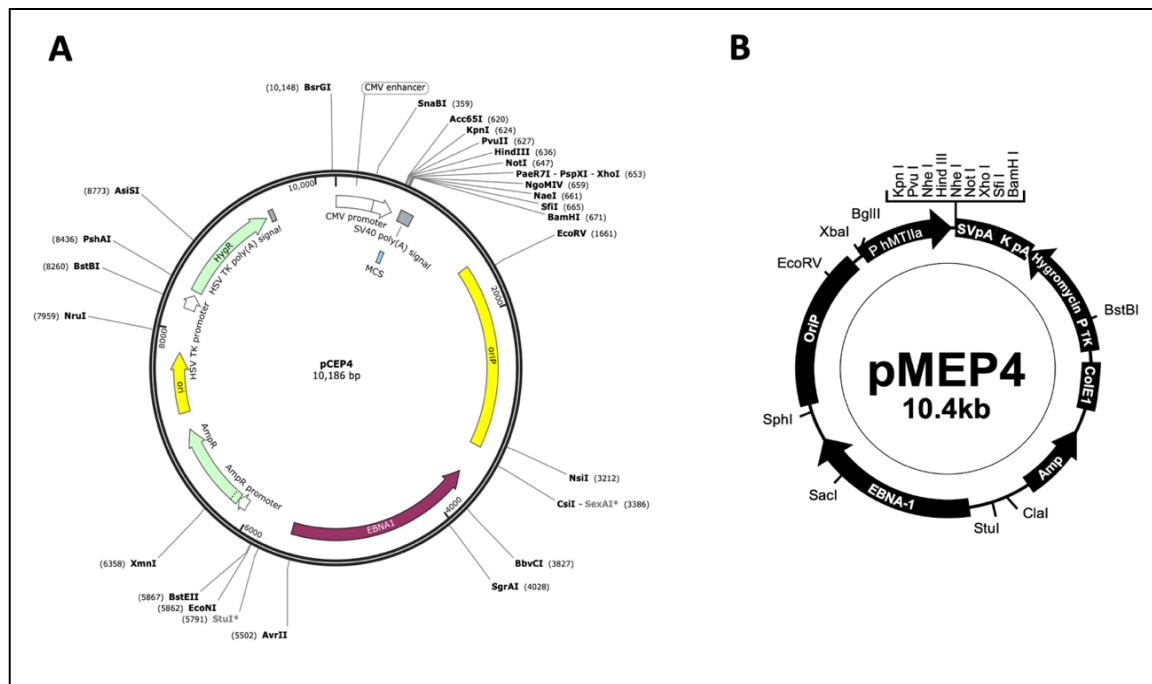 A
B
(10,148) BsrGI
CMV enhancer
SnaBI (359)
Acc65I (620)
KpnI (624)
PvuII (627)
HindIII (636)
NotI (647)
PaeR7I - PspXI - XhoI (653)
NgoMIV (659)
NaeI (661)
SfiI (665)
BamHI (671)
EcoRV (1661)
NsiI (3212)
CsiI - SexAI* (3386)
BbvCI (3827)
SgrAI (4028)
(5502) AvrII
(5791) StuI*
(5862) EcoNI
(5867) BstEII
(6358) XmnI
(7959) NruI
(8260) BstBI
(8436) PshAI
(8773) AsiSI
10,000
2000
4000
6000
8000
CMV promoter
SV40 poly(A) signal
MCS
oriP
EBNA1
AmpR promoter
AmpR
ori
HSV TK promoter
HygR
HSV TK poly(A) signal
pCEP4
10,186 bp
Kpn I
Pvu I
Nhe I
Hind III
Nhe I
Not I
Xho I
Sfi I
BamH I
BglII
XbaI
EcoRV
SphI
SacI
StuI
ClaI
BstBI
P hMTIIa
SVpA
K pA
Hygromycin
P TK
ColE1
Amp
EBNA-1
OriP
pMEP4
10.4kb